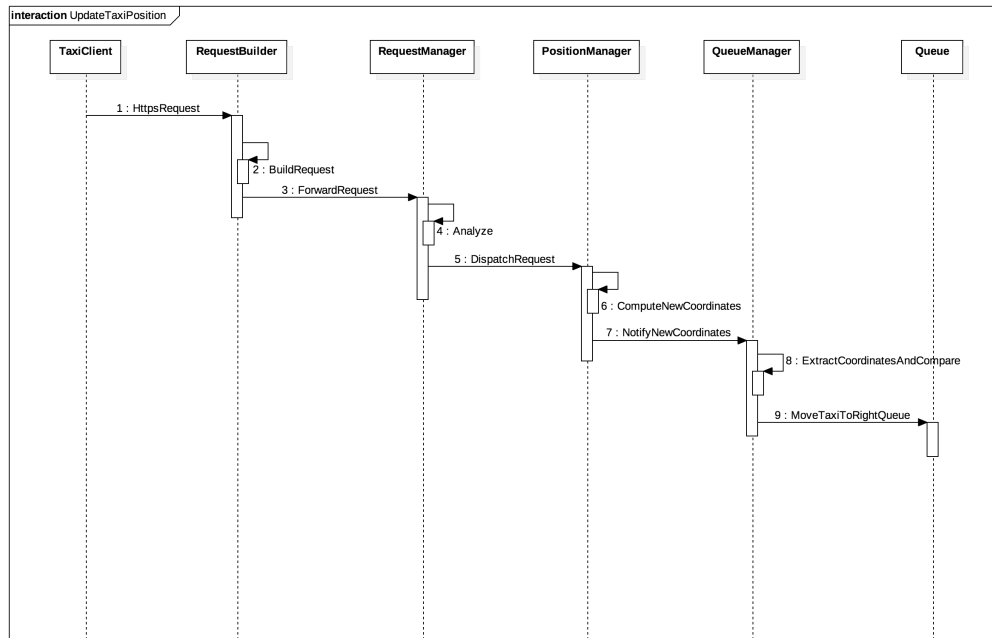 interaction UpdateTaxiPosition
TaxiClient
RequestBuilder
RequestManager
PositionManager
QueueManager
Queue
1 : HttpsRequest
2 : BuildRequest
3 : ForwardRequest
4 : Analyze
5 : DispatchRequest
6 : ComputeNewCoordinates
7 : NotifyNewCoordinates
8 : ExtractCoordinatesAndCompare
9 : MoveTaxiToRightQueue